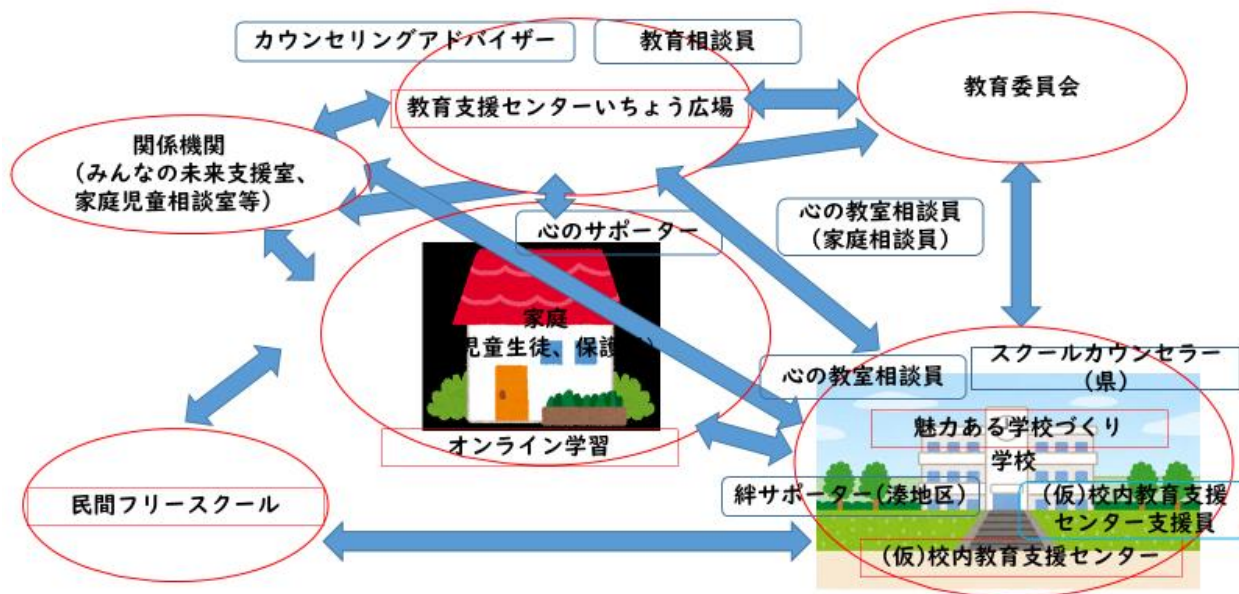 カウンセリングアドバイザー
教育相談員
教育委員会
教育支援センターいちょう広場
関係機関
（みんなの未来支援室、
家庭児童相談室等）
心のサポーター
心の教室相談員
（家庭相談員）
家庭
児童生徒、保護
スクールカウンセラー
（県）
心の教室相談員
魅力ある学校づくり
オンライン学習
学校
民間フリースクール
絆サポーター（湊地区）
（仮）校内教育支援
センター支援員
（仮）校内教育支援センター